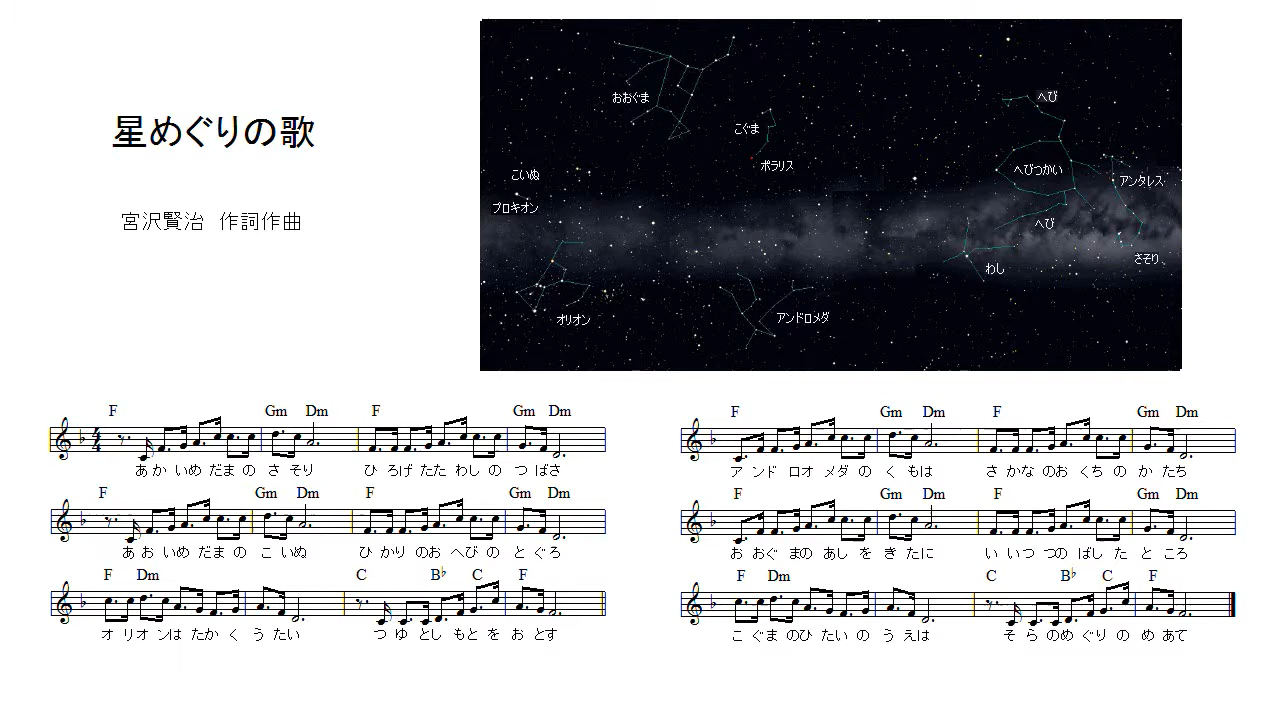 星めぐりの歌
宮沢賢治 作詞作曲
おおぐま
こぐま
ポラリス
こいぬ
プロキオン
オリオン
アンドロメダ
へび
へびつかい
アンタレス
へび
わし
さそり
F Gm Dm F Gm Dm
4
4
あか いめ だまの さ そり ひ ろげ たた わし の つ ばさ
F Gm Dm F Gm Dm
あ お いめ だま の こ いぬ ひ かり のお へび の と ぐろ
F Dm C B♭ C F
オ リオ ンは たか く う たい つ ゆ とし もと を お とす
F Gm Dm F Gm Dm
ア ンド ロオ メダ の く もは さ かな のお くち の か たち
F Gm Dm F Gm Dm
お おぐ まの あし を き たに い いつ つの ばし た と ころ
F Dm C B♭ C F
こ ぐま のひ たい の う えは そ ら のめ ぐり の め あて